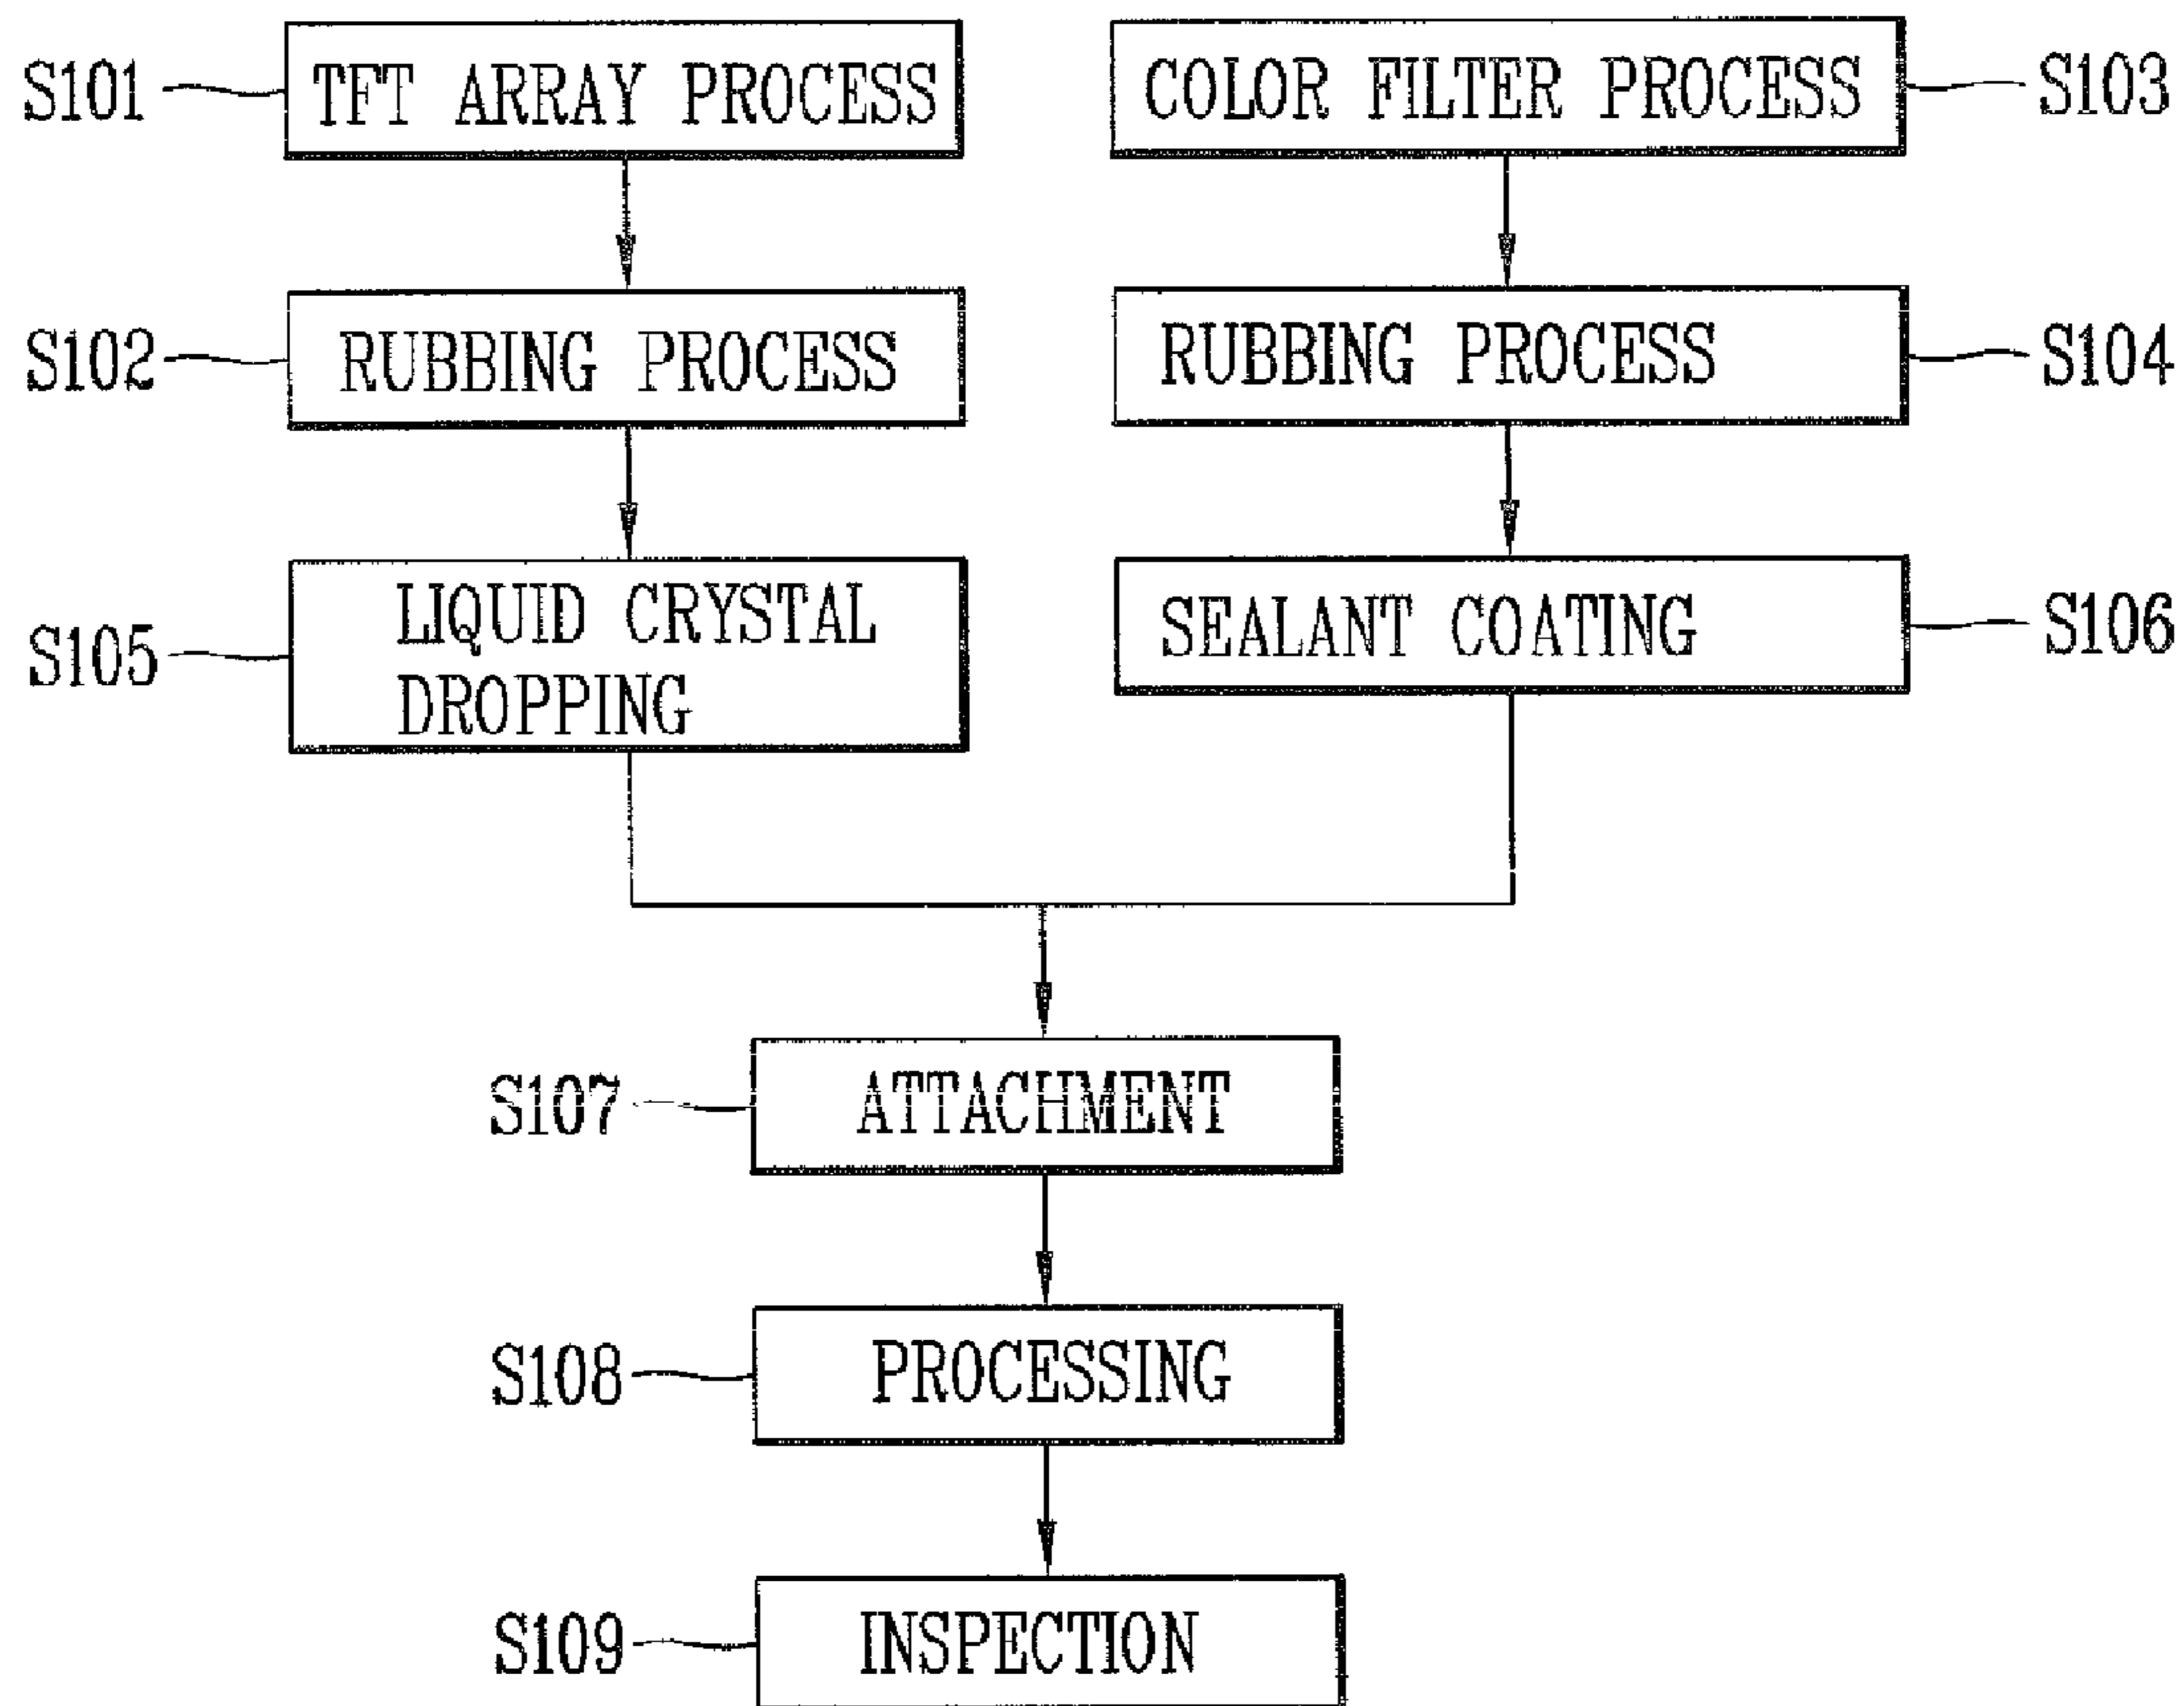 S101
TFT ARRAY PROCESS
COLOR FILTER PROCESS
S103
S102
RUBBING PROCESS
RUBBING PROCESS
S104
S105
LIQUID CRYSTAL
DROPPING
SEALANT COATING
S106
S107
ATTACHMENT
S108
PROCESSING
S109
INSPECTION